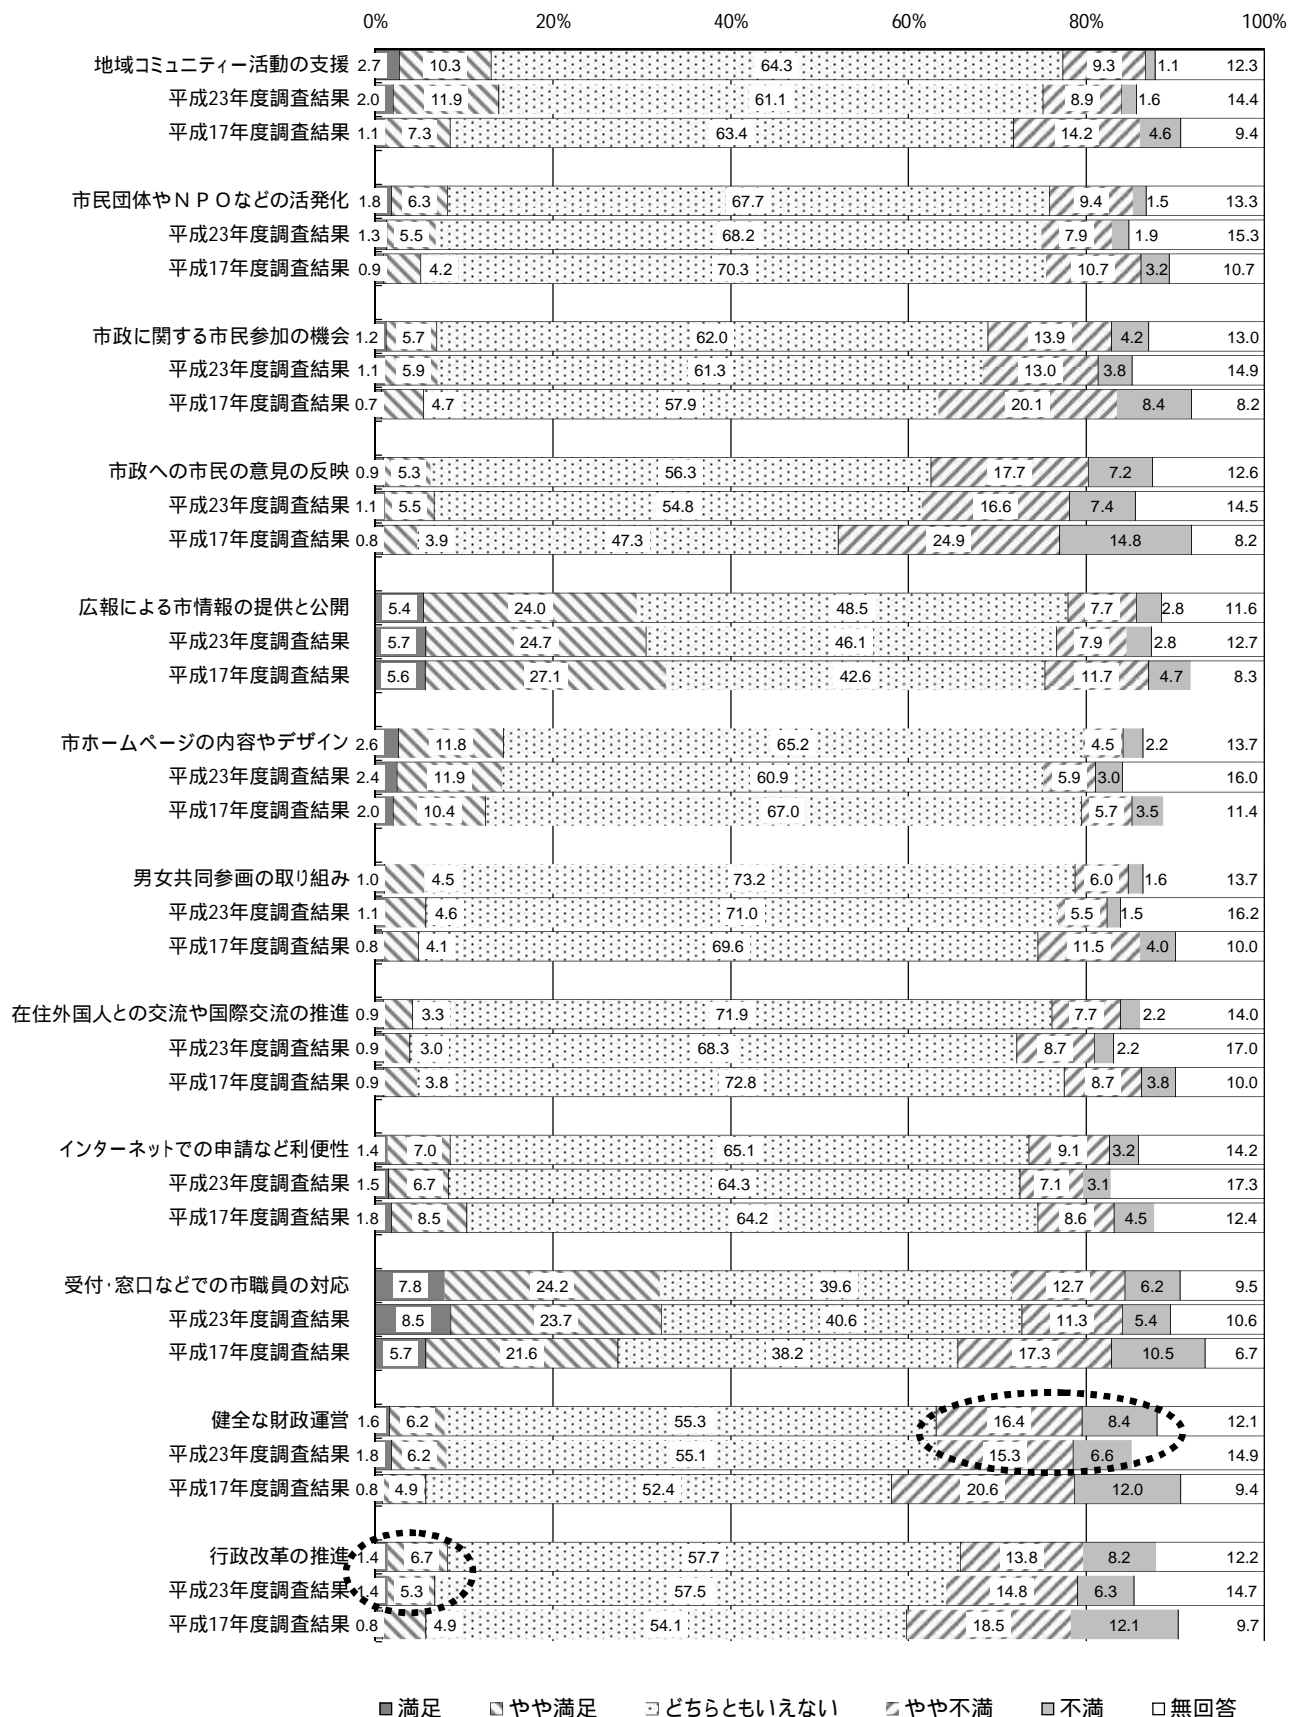 0% 20% 40% 60% 80% 100%
地域コミュニティー活動の支援 2.7 10.3 64.3 9.3 1.1 12.3
平成23年度調査結果 2.0 11.9 61.1 8.9 1.6 14.4
平成17年度調査結果 1.1 7.3 63.4 14.2 4.6 9.4
市民団体やＮＰＯなどの活発化 1.8 6.3 67.7 9.4 1.5 13.3
平成23年度調査結果 1.3 5.5 68.2 7.9 1.9 15.3
平成17年度調査結果 0.9 4.2 70.3 10.7 3.2 10.7
市政に関する市民参加の機会 1.2 5.7 62.0 13.9 4.2 13.0
平成23年度調査結果 1.1 5.9 61.3 13.0 3.8 14.9
平成17年度調査結果 0.7 4.7 57.9 20.1 8.4 8.2
市政への市民の意見の反映 0.9 5.3 56.3 17.7 7.2 12.6
平成23年度調査結果 1.1 5.5 54.8 16.6 7.4 14.5
平成17年度調査結果 0.8 3.9 47.3 24.9 14.8 8.2
広報による市情報の提供と公開 5.4 24.0 48.5 7.7 2.8 11.6
平成23年度調査結果 5.7 24.7 46.1 7.9 2.8 12.7
平成17年度調査結果 5.6 27.1 42.6 11.7 4.7 8.3
市ホームページの内容やデザイン 2.6 11.8 65.2 4.5 2.2 13.7
平成23年度調査結果 2.4 11.9 60.9 5.9 3.0 16.0
平成17年度調査結果 2.0 10.4 67.0 5.7 3.5 11.4
男女共同参画の取り組み 1.0 4.5 73.2 6.0 1.6 13.7
平成23年度調査結果 1.1 4.6 71.0 5.5 1.5 16.2
平成17年度調査結果 0.8 4.1 69.6 11.5 4.0 10.0
在住外国人との交流や国際交流の推進 0.9 3.3 71.9 7.7 2.2 14.0
平成23年度調査結果 0.9 3.0 68.3 8.7 2.2 17.0
平成17年度調査結果 0.9 3.8 72.8 8.7 3.8 10.0
インターネットでの申請など利便性 1.4 7.0 65.1 9.1 3.2 14.2
平成23年度調査結果 1.5 6.7 64.3 7.1 3.1 17.3
平成17年度調査結果 1.8 8.5 64.2 8.6 4.5 12.4
受付･窓口などでの市職員の対応 7.8 24.2 39.6 12.7 6.2 9.5
平成23年度調査結果 8.5 23.7 40.6 11.3 5.4 10.6
平成17年度調査結果 5.7 21.6 38.2 17.3 10.5 6.7
健全な財政運営 1.6 6.2 55.3 16.4 8.4 12.1
平成23年度調査結果 1.8 6.2 55.1 15.3 6.6 14.9
平成17年度調査結果 0.8 4.9 52.4 20.6 12.0 9.4
行政改革の推進 1.4 6.7 57.7 13.8 8.2 12.2
平成23年度調査結果 1.4 5.3 57.5 14.8 6.3 14.7
平成17年度調査結果 0.8 4.9 54.1 18.5 12.1 9.7
満足 やや満足 どちらともいえない やや不満 不満 無回答